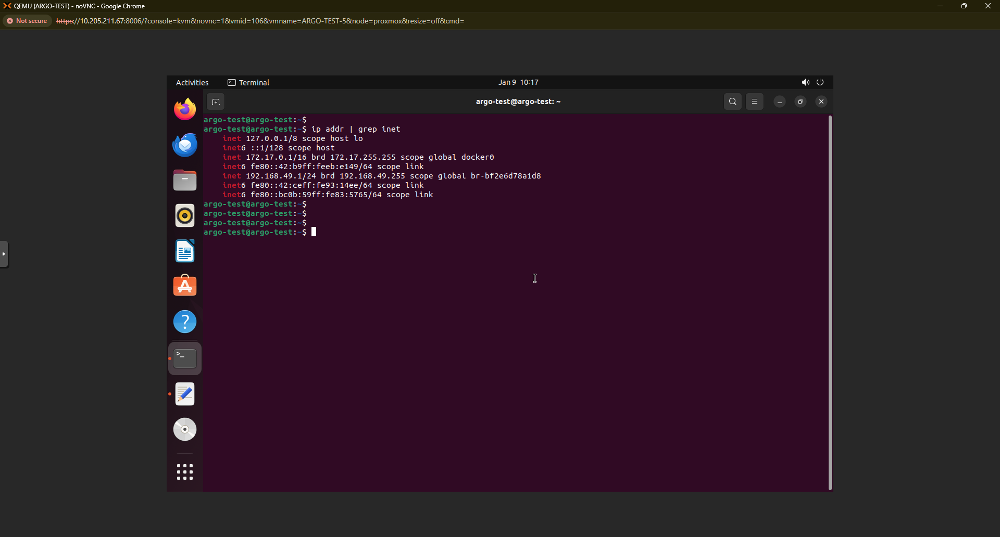 QEMU (ARGO-TEST) - noVNC - Google Chrome
Not secure https://10.205.211.67:8006/?console=kvm&novnc=1&vmid=106&vmname=ARGO-TEST-5&node=proxmox&resize=off&cmd=
Activities Terminal Jan 9 10:17
argo-test@argo-test: ~
argo-test@argo-test:~$
argo-test@argo-test:~$ ip addr | grep inet
inet 127.0.0.1/8 scope host lo
inet6 ::1/128 scope host
inet 172.17.0.1/16 brd 172.17.255.255 scope global docker0
inet6 fe80::42:b9ff:feeb:e149/64 scope link
inet 192.168.49.1/24 brd 192.168.49.255 scope global br-bf2e6d78a1d8
inet6 fe80::42:ceff:fe93:14ee/64 scope link
inet6 fe80::bc0b:59ff:fe83:5765/64 scope link
argo-test@argo-test:~$
argo-test@argo-test:~$
argo-test@argo-test:~$
argo-test@argo-test:~$